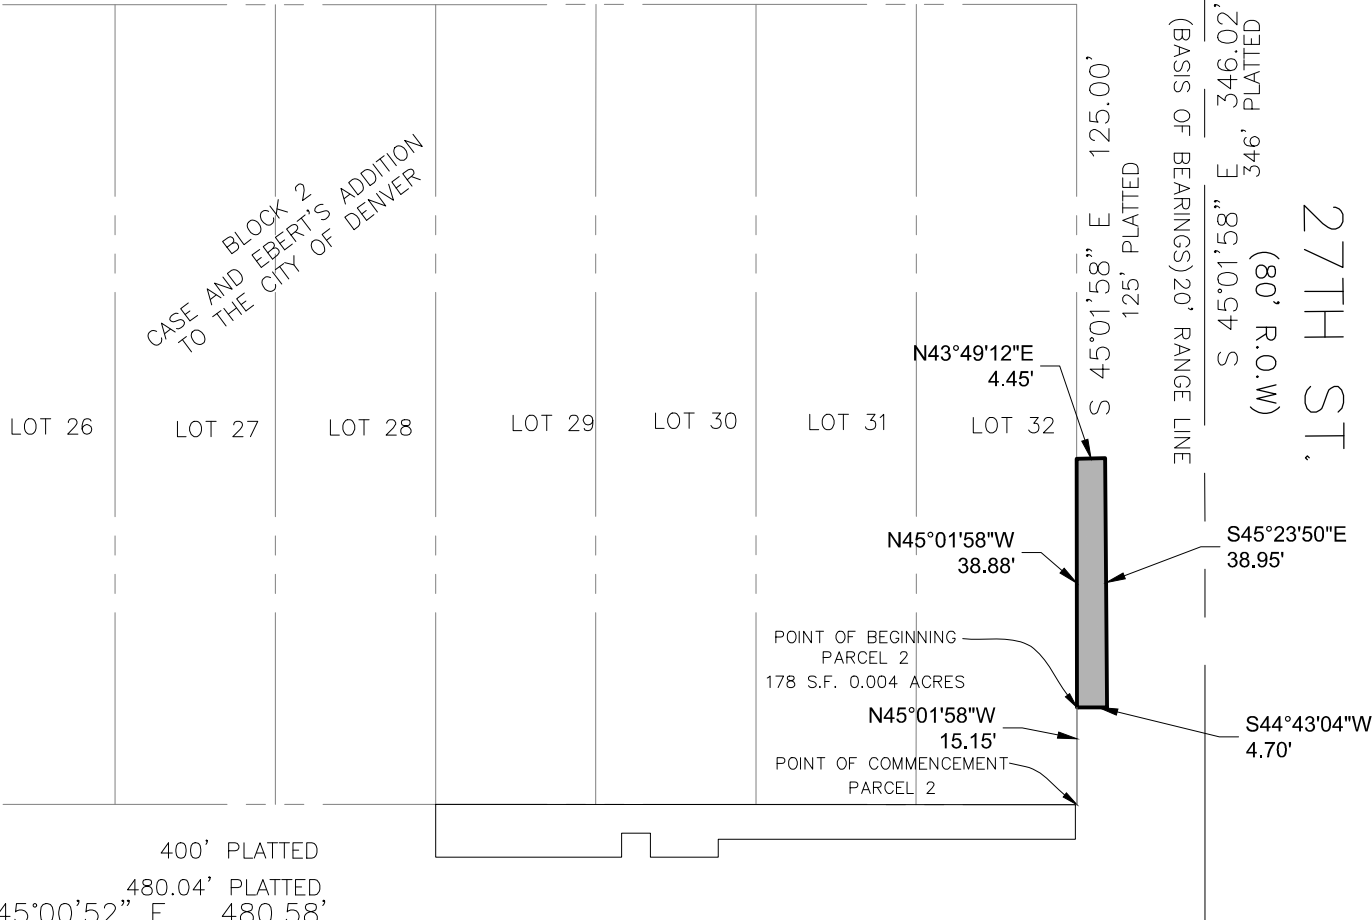 BLOCK 2
CASE AND EBERT'S ADDITION
TO THE CITY OF DENVER
LOT 26
LOT 27
LOT 28
LOT 29
LOT 30
LOT 31
LOT 32
S 45°01'58" E 125.00'
125' PLATTED
(BASIS OF BEARINGS) 20' RANGE LINE
S 45°01'58" E 346.02'
346' PLATTED
(80' R.O.W)
27TH ST.
N43°49'12"E
4.45'
N45°01'58"W
38.88'
S45°23'50"E
38.95'
POINT OF BEGINNING
PARCEL 2
178 S.F. 0.004 ACRES
N45°01'58"W
15.15'
S44°43'04"W
4.70'
POINT OF COMMENCEMENT
PARCEL 2
400' PLATTED
480.04' PLATTED
45°00'52" E 480.58'